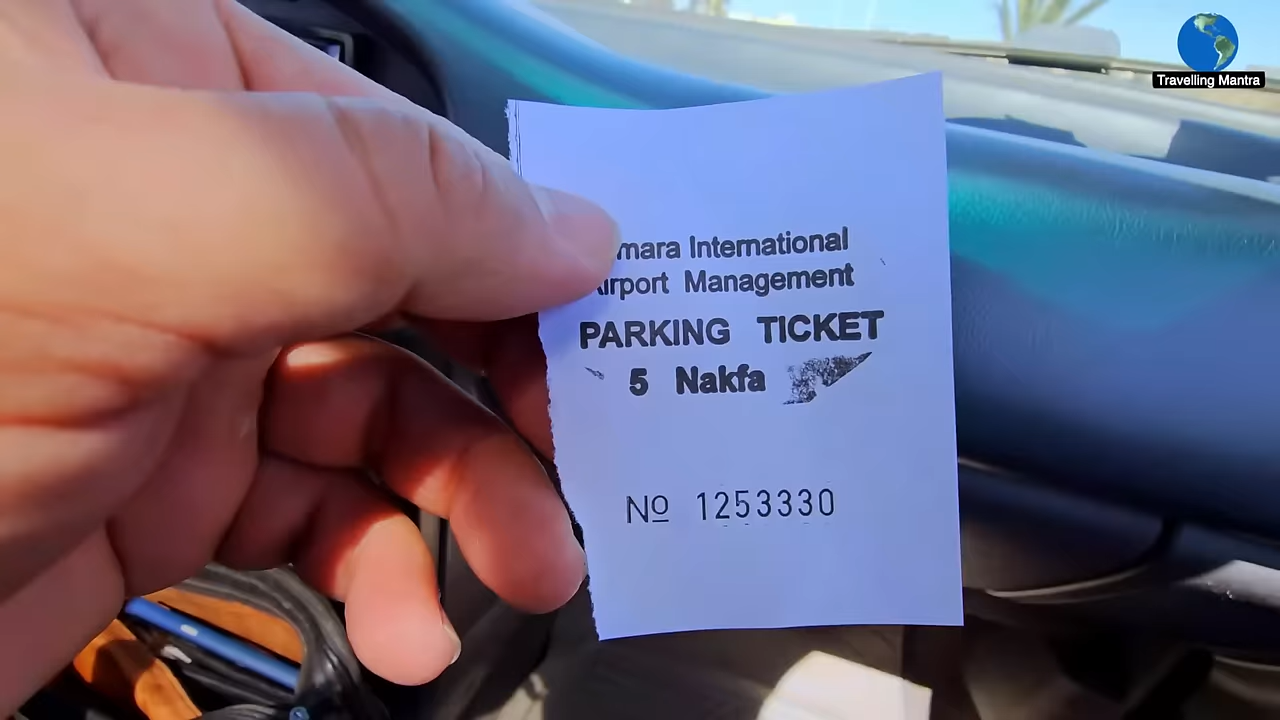 Travelling Mantra
mara International
irport Management
PARKING TICKET
5 Nakfa
Nº 1253330